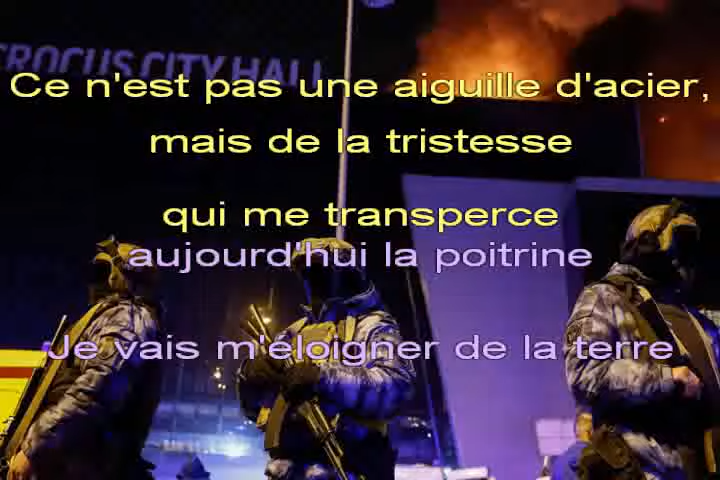 CROCUS CITY HALL
Ce n'est pas une aiguille d'acier,
mais de la tristesse
qui me transperce
aujourd'hui la poitrine
Je vais m'éloigner de la terre